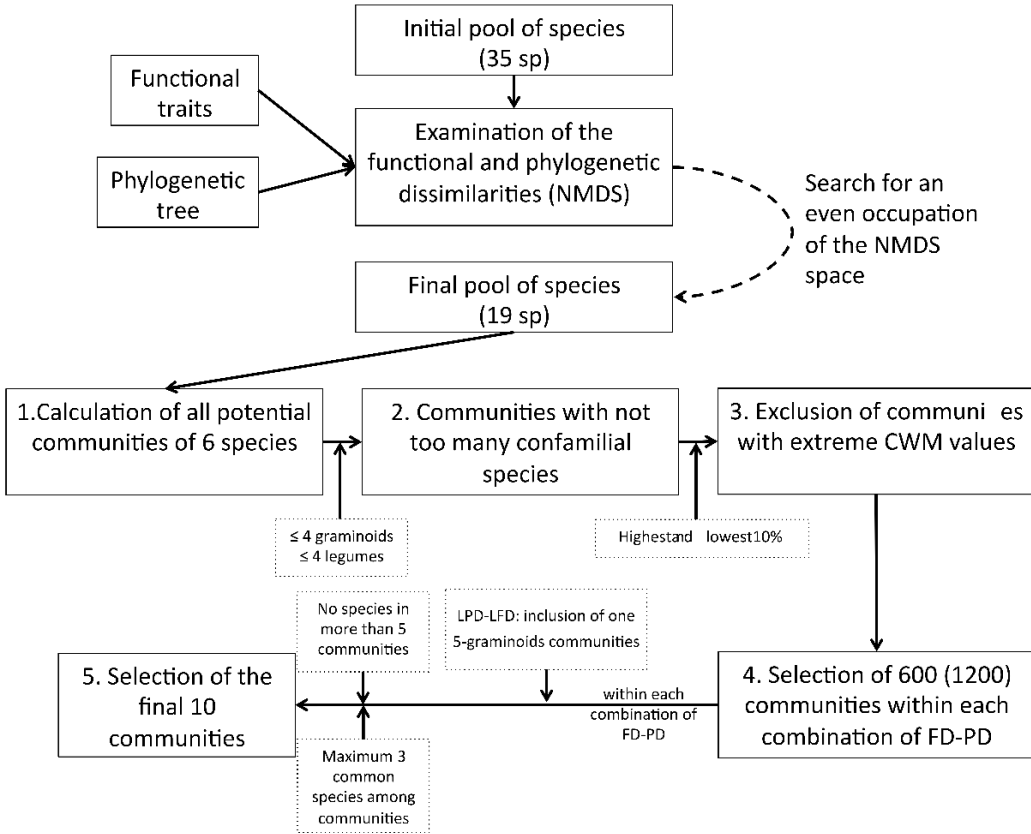 Initial pool of species
(35 sp)
Functional
traits
Phylogenetic
tree
Examination of the
functional and phylogenetic
dissimilarities (NMDS)
Search for an
even occupation
of the NMDS
space
Final pool of species
(19 sp)
1.Calculation of all potential
communities of 6 species
2. Communities with not
too many confamilial
species
3. Exclusion of communi es
with extreme CWM values
≤ 4 graminoids
≤ 4 legumes
Highestand lowest10%
No species in
more than 5
communities
LPD-LFD: inclusion of one
5-graminoids communities
5. Selection of the
final 10
communities
within each
combination of
FD-PD
4. Selection of 600 (1200)
communities within each
combination of FD-PD
Maximum 3
common
species among
communities